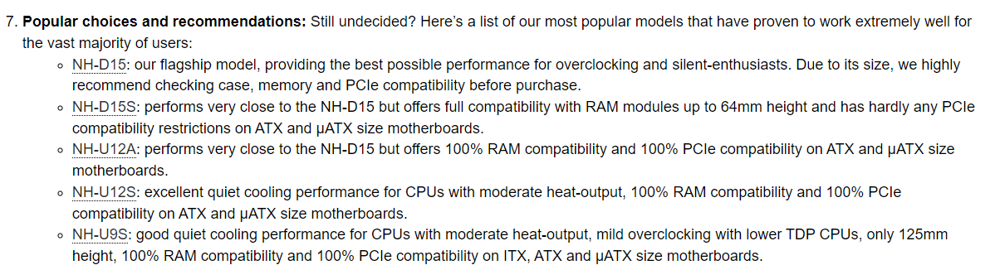 7. Popular choices and recommendations: Still undecided? Here’s a list of our most popular models that have proven to work extremely well for
the vast majority of users:
NH-D15: our flagship model, providing the best possible performance for overclocking and silent-enthusiasts. Due to its size, we highly
recommend checking case, memory and PCIe compatibility before purchase.
NH-D15S: performs very close to the NH-D15 but offers full compatibility with RAM modules up to 64mm height and has hardly any PCIe
compatibility restrictions on ATX and µATX size motherboards.
NH-U12A: performs very close to the NH-D15 but offers 100% RAM compatibility and 100% PCIe compatibility on ATX and µATX size
motherboards.
NH-U12S: excellent quiet cooling performance for CPUs with moderate heat-output, 100% RAM compatibility and 100% PCIe
compatibility on ATX and µATX size motherboards.
NH-U9S: good quiet cooling performance for CPUs with moderate heat-output, mild overclocking with lower TDP CPUs, only 125mm
height, 100% RAM compatibility and 100% PCIe compatibility on ITX, ATX and µATX size motherboards.